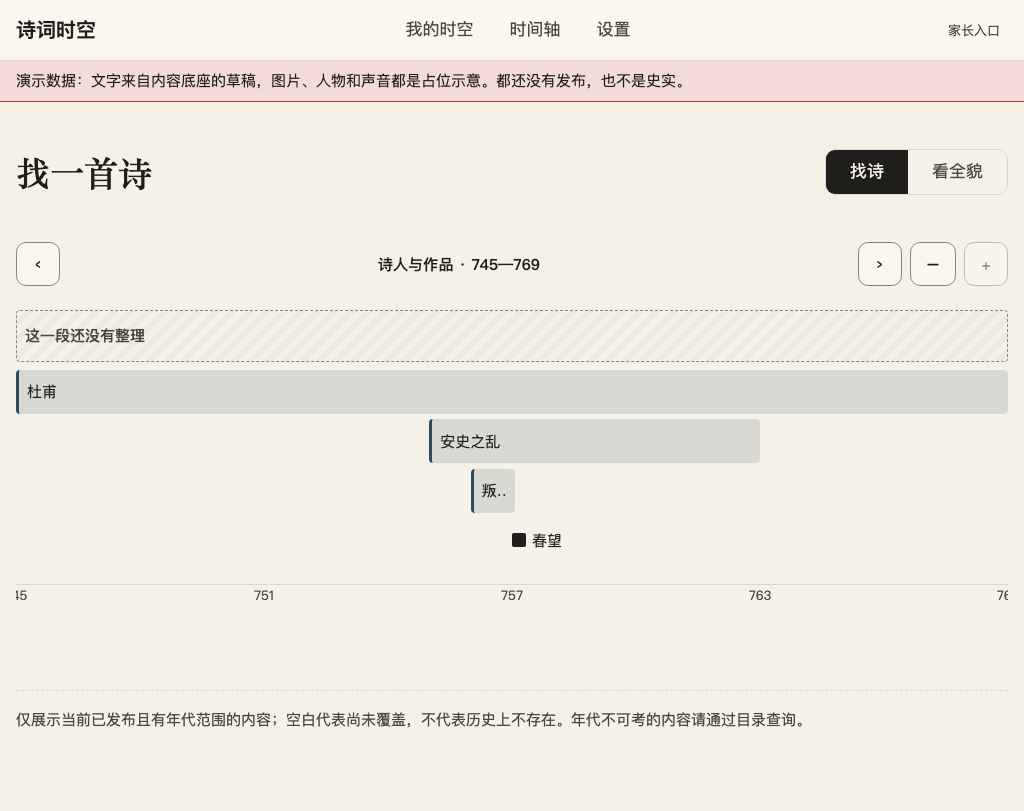 诗词时空
我的时空 时间轴 设置
家长入口
演示数据：文字来自内容底座的草稿，图片、人物和声音都是占位示意。都还没有发布，也不是史实。
找一首诗
找诗 看全貌
‹ 诗人与作品 · 745—769 › − +
这一段还没有整理
杜甫
安史之乱
叛..
春望
45 751 757 763 76
仅展示当前已发布且有年代范围的内容；空白代表尚未覆盖，不代表历史上不存在。年代不可考的内容请通过目录查询。